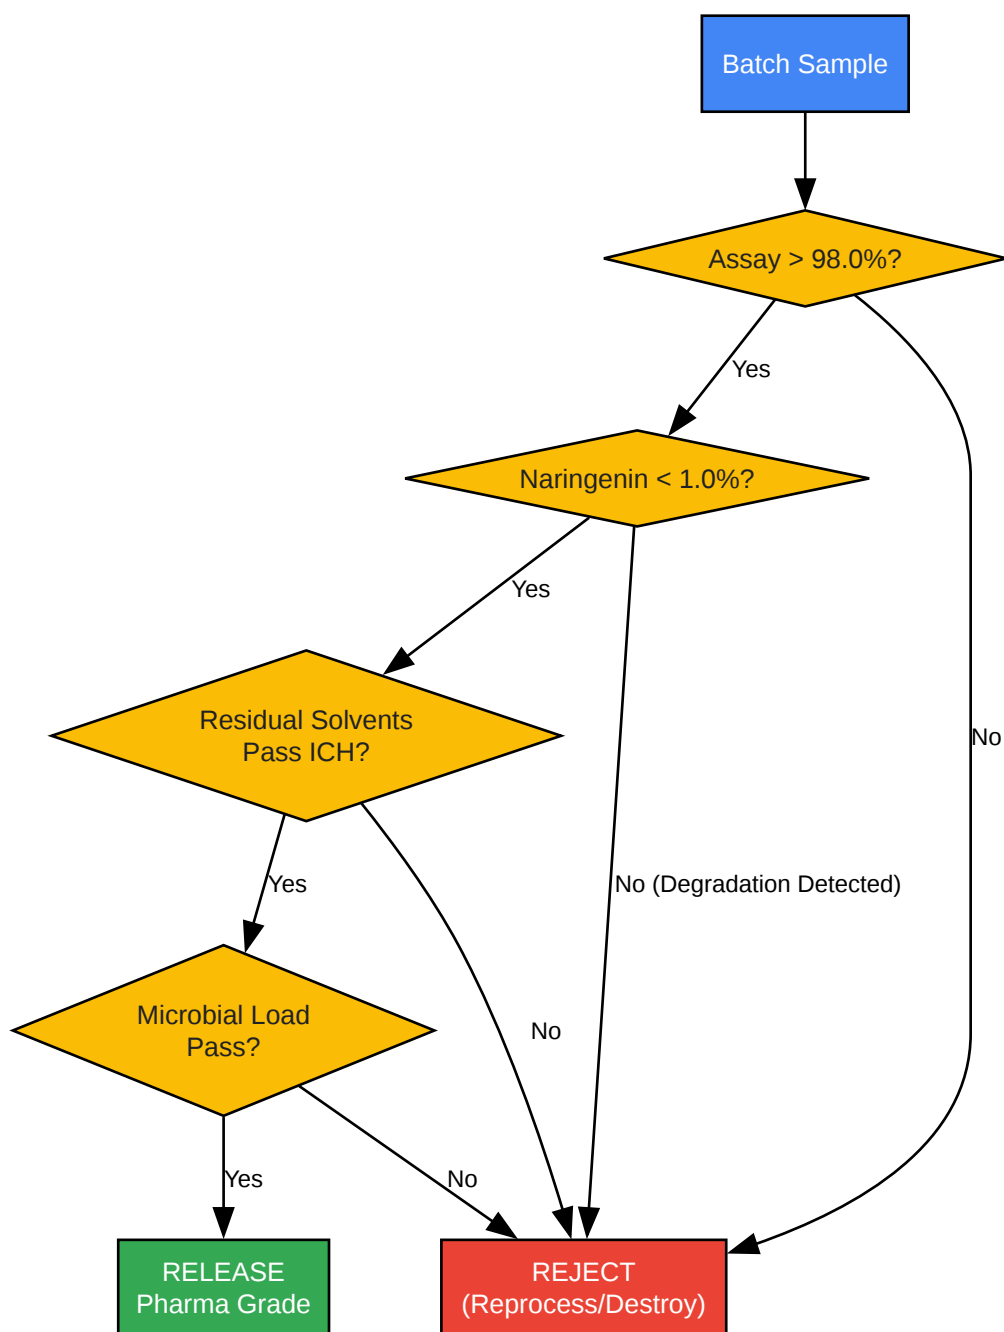 Batch Sample
Assay > 98.0%?
Yes
Naringenin < 1.0%?
Yes
No
Residual Solvents
Pass ICH?
Yes
No (Degradation Detected)
Microbial Load
Pass?
No
Yes
No
RELEASE
Pharma Grade
REJECT
(Reprocess/Destroy)